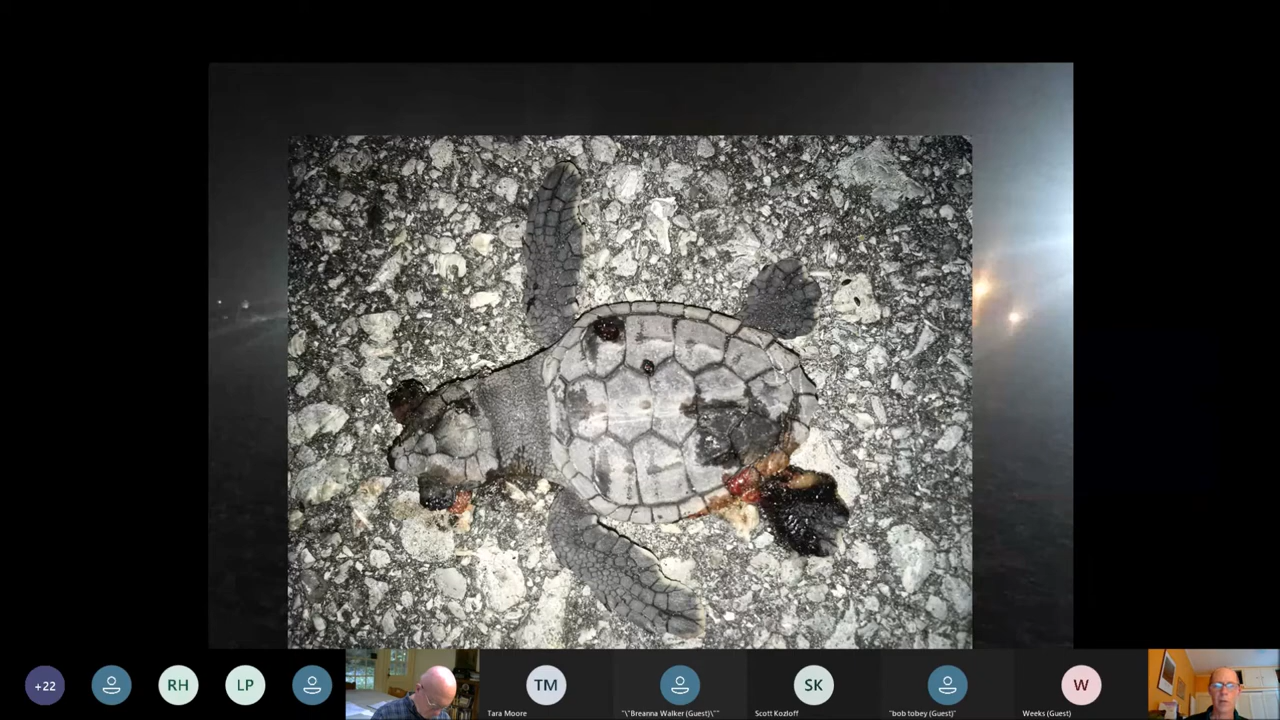 +22
RH
LP
TM
SK
W
Tara Moore
"\"Breanna Walker (Guest)\""
Scott Kozloff
"bob tobey (Guest)"
Weeks (Guest)